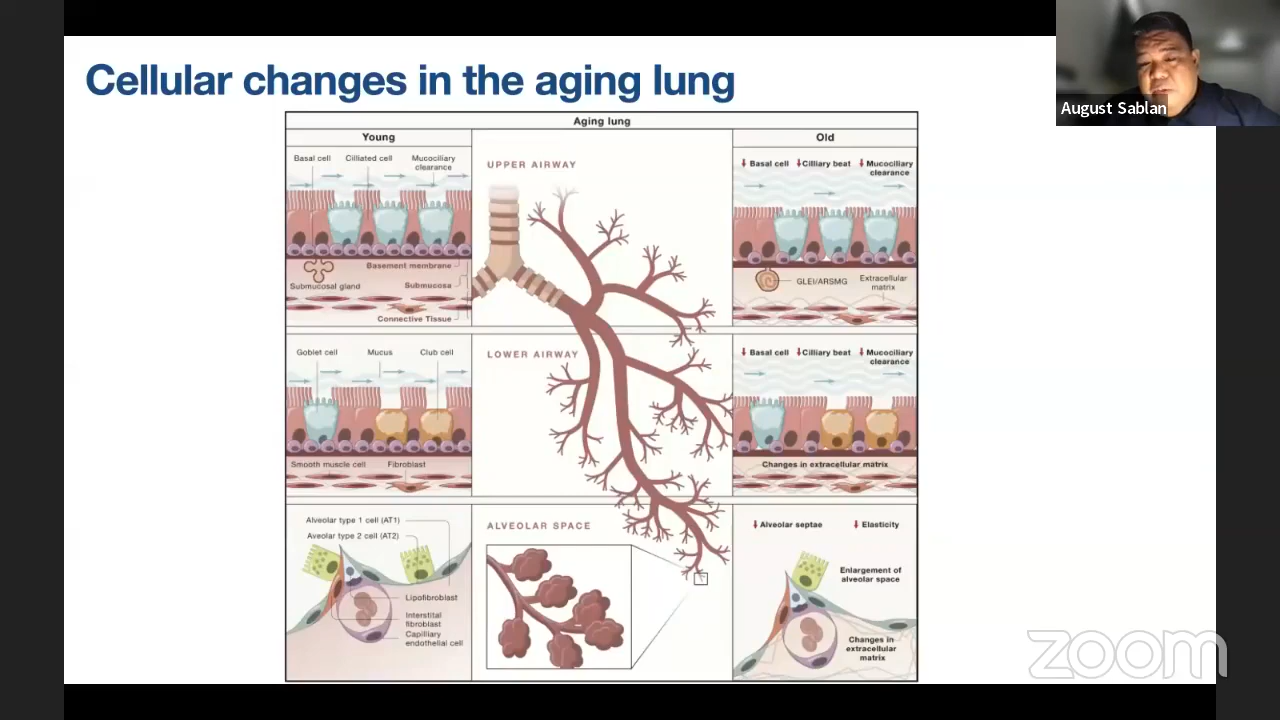 Cellular changes in the aging lung
August Sablan
Aging lung
Young
Old
Basal cell
Cilliated cell
Mucociliary
clearance
Basement membrane
Submucosal gland
Submucosa
Connective Tissue
UPPER AIRWAY
Basal cell
Cilliary beat
Mucociliary
clearance
GLEI/ARSMG
Extracellular
matrix
Goblet cell
Mucus
Club cell
Smooth muscle cell
Fibroblast
LOWER AIRWAY
Basal cell
Cilliary beat
Mucociliary
clearance
Changes in extracellular matrix
Alveolar type 1 cell (AT1)
Aveolar type 2 cell (AT2)
Lipofibroblast
Interstital
fibroblast
Capilliary
endothelial cell
ALVEOLAR SPACE
Alveolar septae
Elasticity
Enlargement of
alveolar space
Changes in
extracellular
matrix
zoom